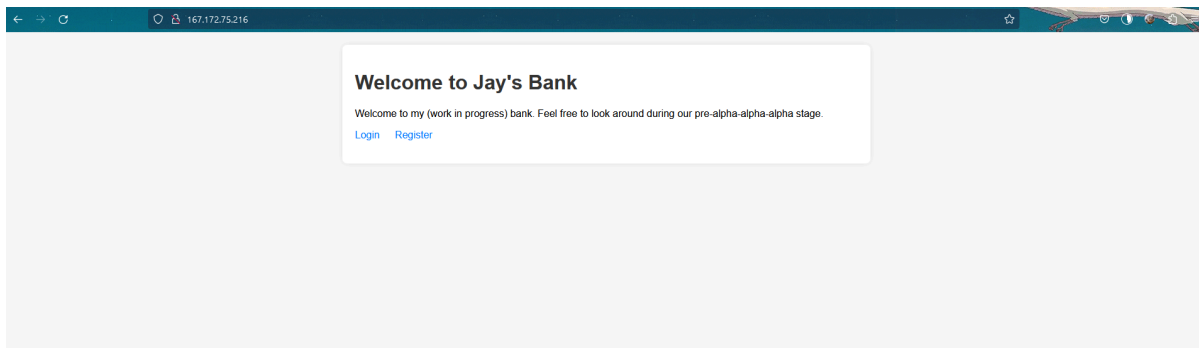 167.172.75.216
Welcome to Jay's Bank
Welcome to my (work in progress) bank. Feel free to look around during our pre-alpha-alpha-alpha stage.
Login Register